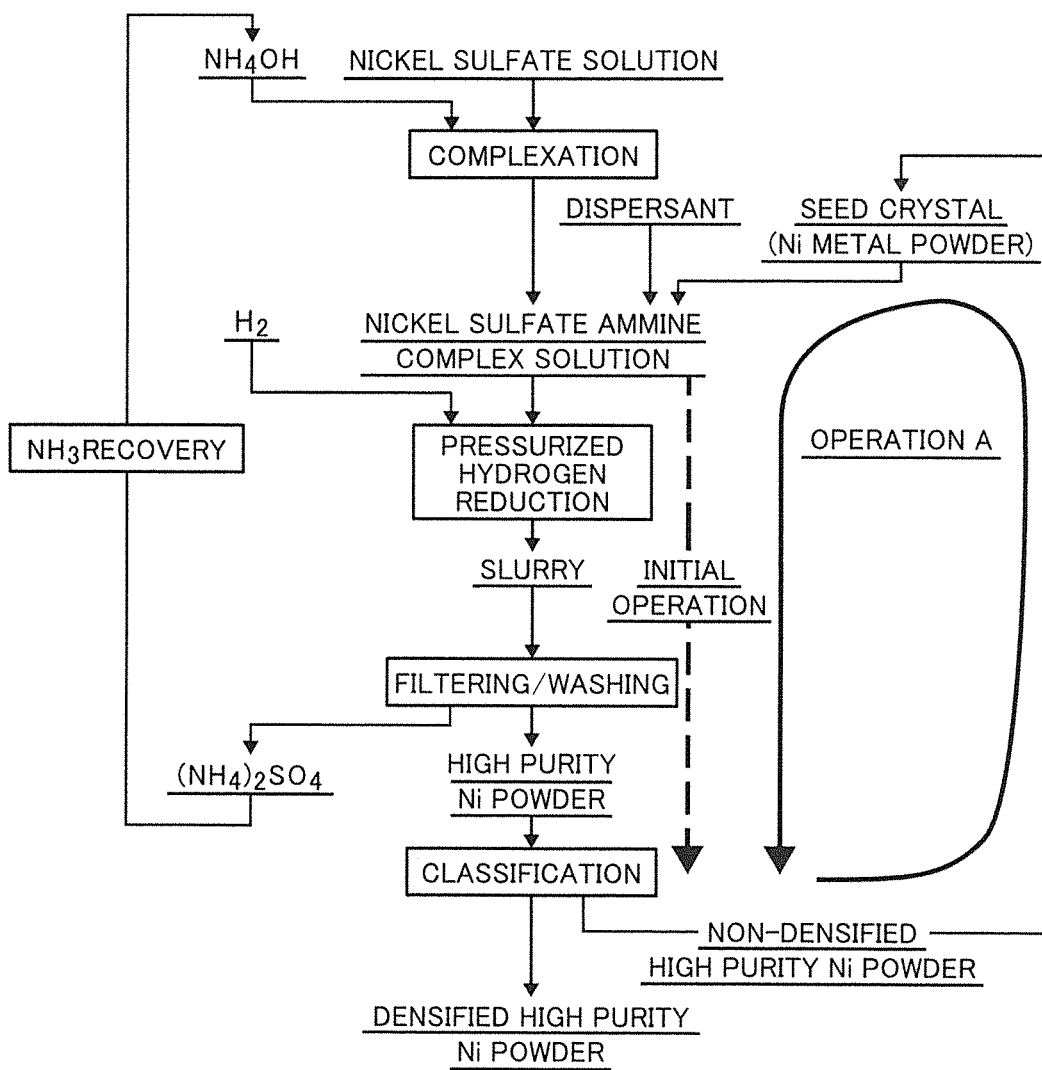 NH4OH
NICKEL SULFATE SOLUTION
COMPLEXATION
DISPERSANT
SEED CRYSTAL
(Ni METAL POWDER)
H2
NICKEL SULFATE AMMINE
COMPLEX SOLUTION
NH3RECOVERY
PRESSURIZED
HYDROGEN
REDUCTION
OPERATION A
SLURRY
INITIAL
OPERATION
FILTERING/WASHING
(NH4)2SO4
HIGH PURITY
Ni POWDER
CLASSIFICATION
NON-DENSIFIED
HIGH PURITY Ni POWDER
DENSIFIED HIGH PURITY
Ni POWDER